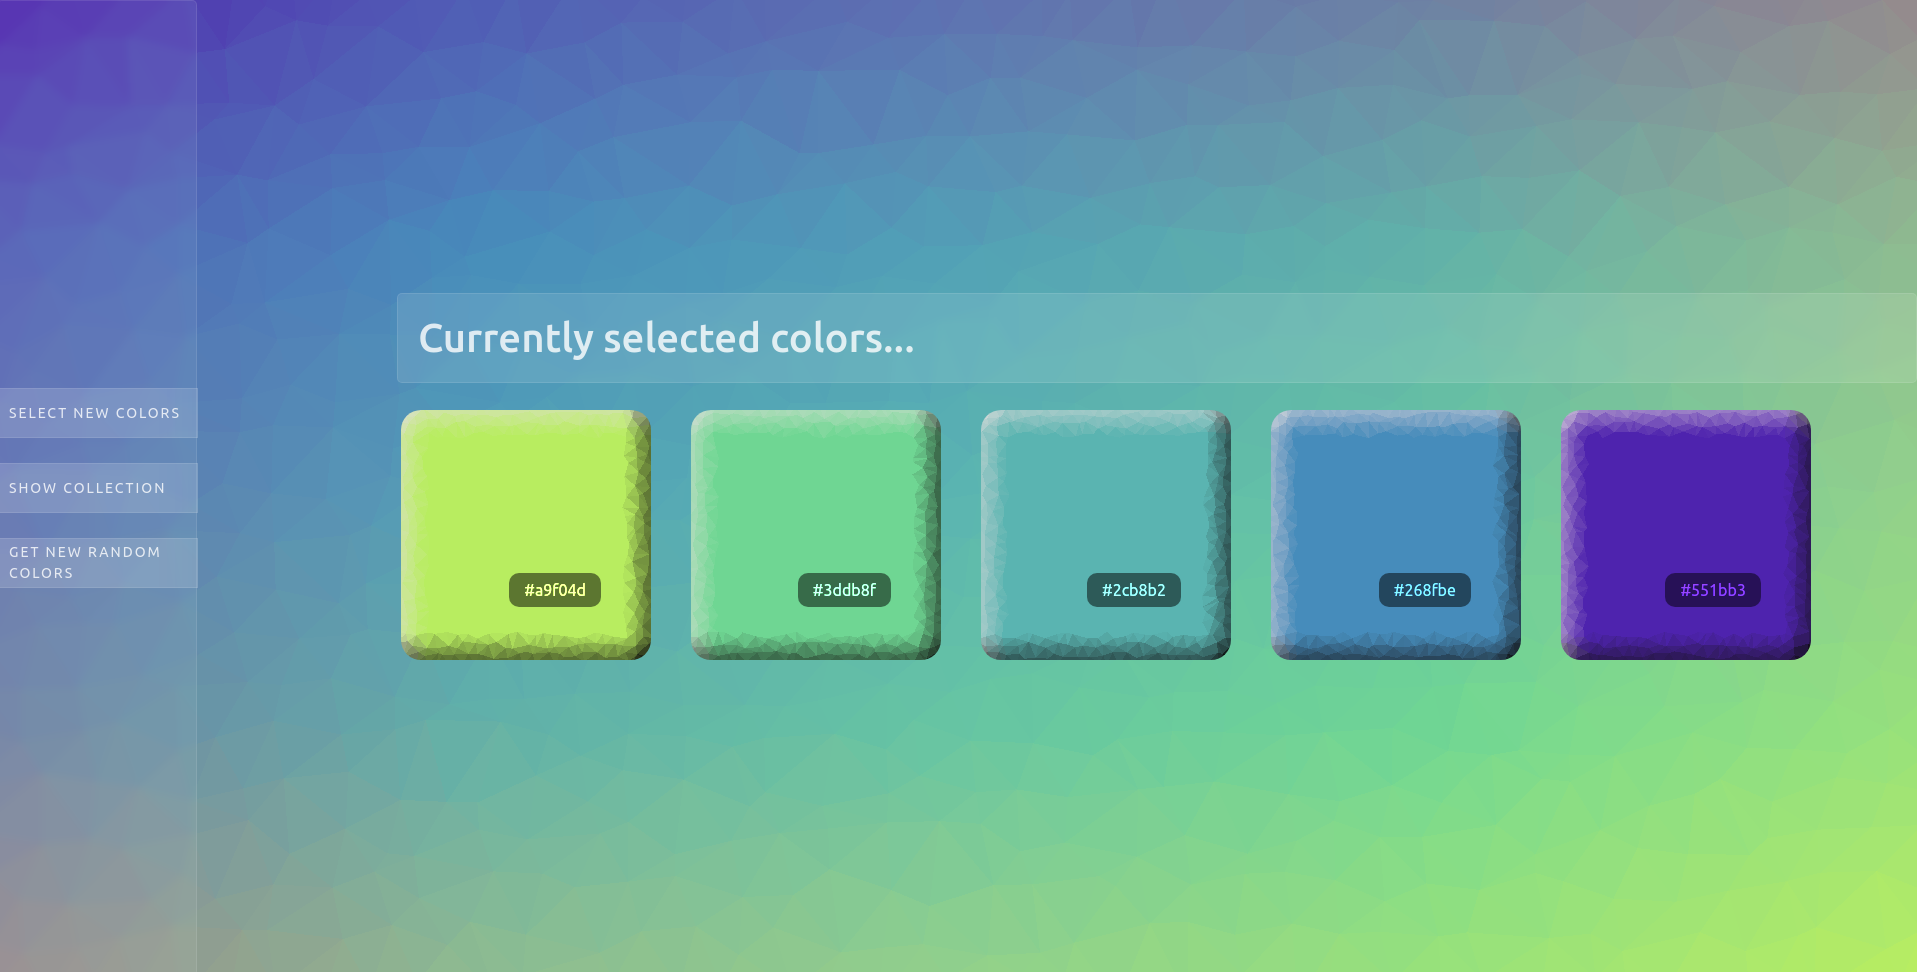 Currently selected colors...
SELECT NEW COLORS
SHOW COLLECTION
GET NEW RANDOM
COLORS
#a9f04d
#3ddb8f
#2cb8b2
#268fbe
#551bb3